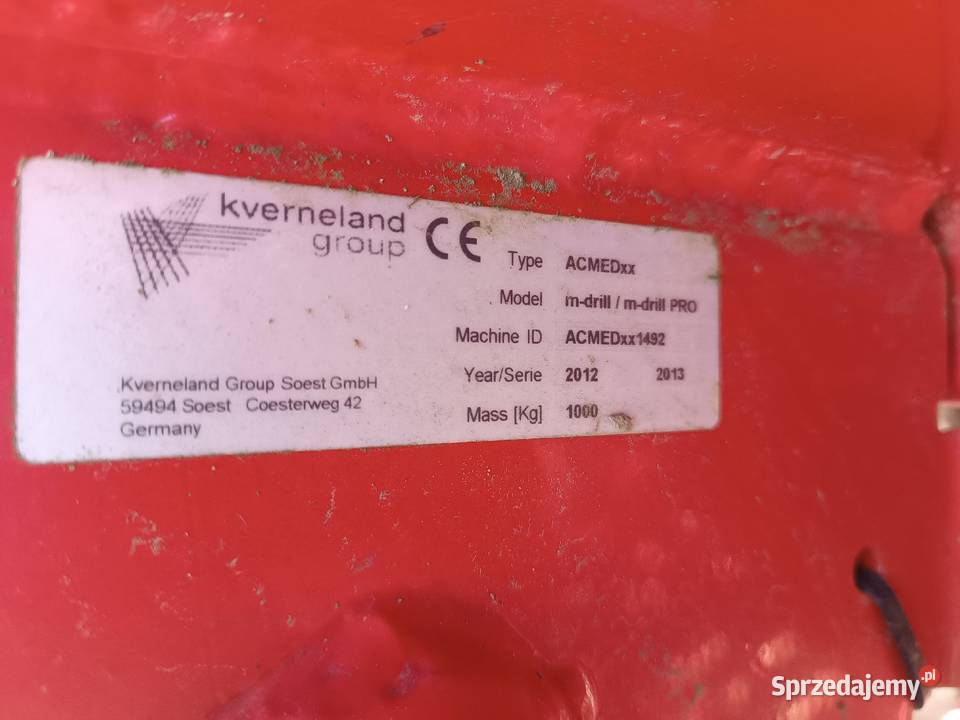 kverneland
group
CE
Type ACMEDxx
Model m-drill / m-drill PRO
Machine ID ACMEDxx1492
Year/Serie 2012 2013
Mass [Kg] 1000
Kverneland Group Soest GmbH
59494 Soest Coesterweg 42
Germany
Sprzedajemy.pl